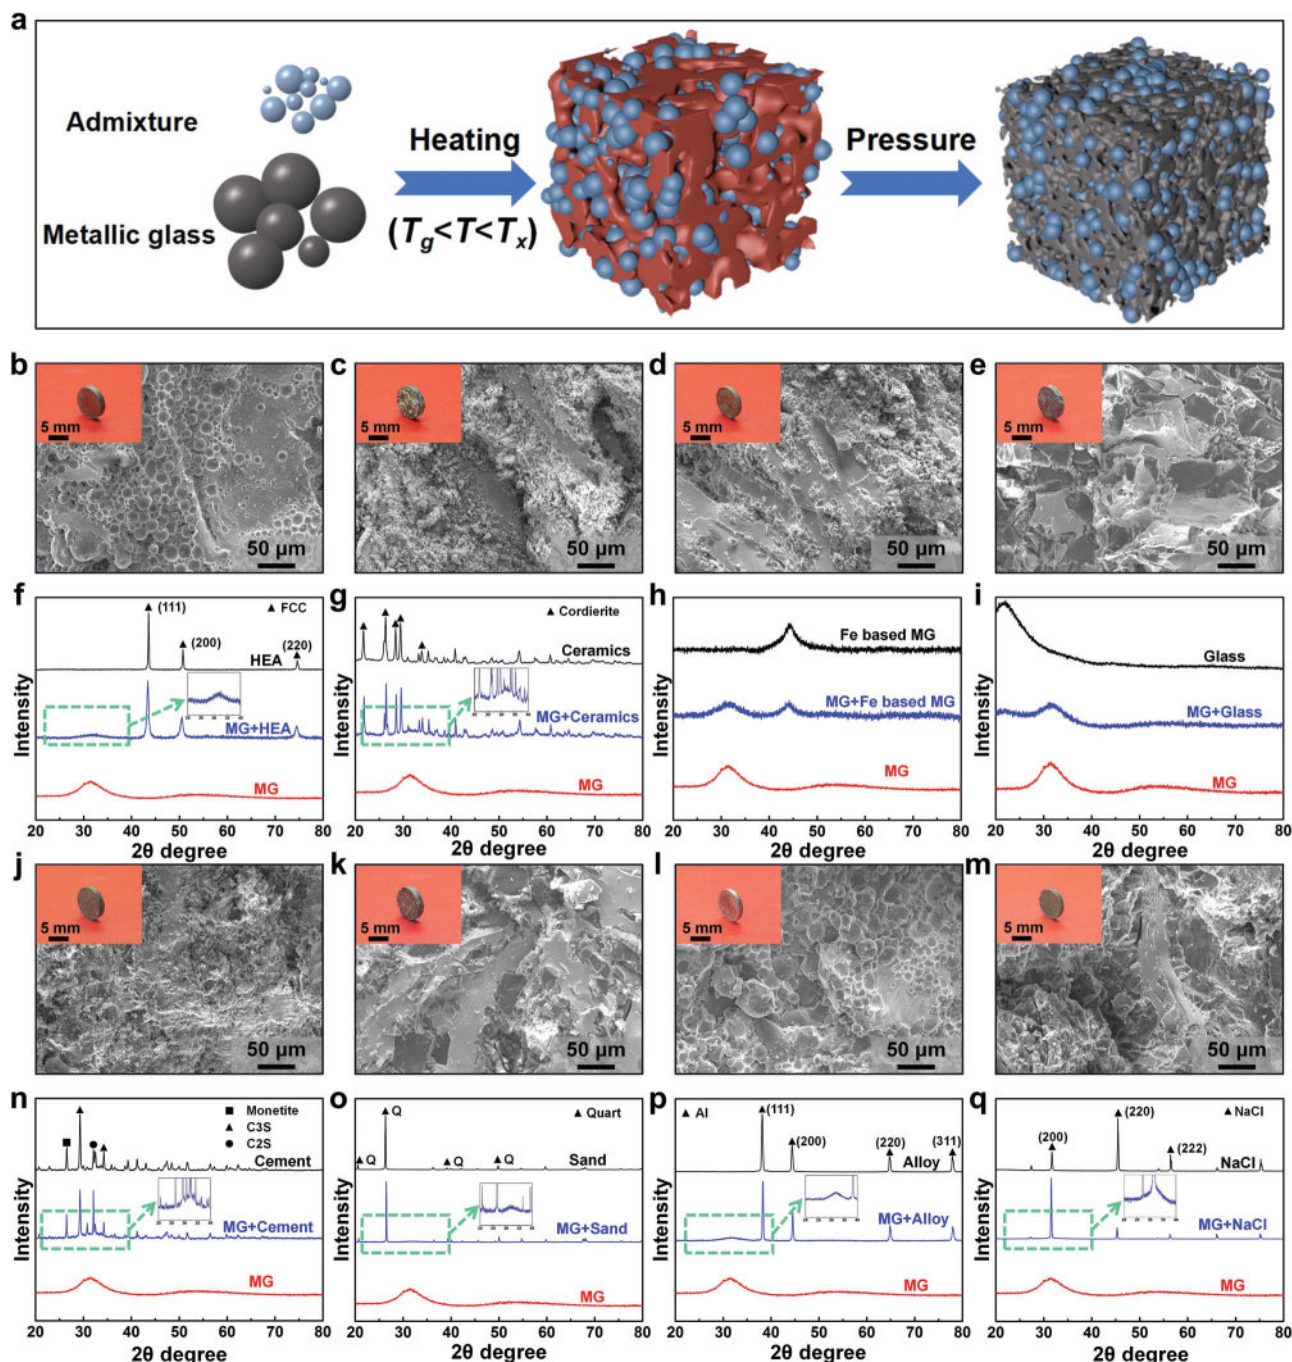 a
Admixture
Metallic glass
Heating
(Tg<T<Tx)
Pressure
b
5 mm
50 µm
c
5 mm
50 µm
d
5 mm
50 µm
e
5 mm
50 µm
f
Intensity
(111)
▲ FCC
(200)
(220)
HEA
MG+HEA
MG
20 30 40 50 60 70 80
2θ degree
g
Intensity
▲ Cordierite
Ceramics
MG+Ceramics
MG
20 30 40 50 60 70 80
2θ degree
h
Intensity
Fe based MG
MG+Fe based MG
MG
20 30 40 50 60 70 80
2θ degree
i
Intensity
Glass
MG+Glass
MG
20 30 40 50 60 70 80
2θ degree
j
5 mm
50 µm
k
5 mm
50 µm
l
5 mm
50 µm
m
5 mm
50 µm
n
Intensity
■ Monetite
▲ C3S
● C2S
Cement
MG+Cement
MG
20 30 40 50 60 70 80
2θ degree
o
Intensity
Q
▲ Quart
Q
Q
Q
Sand
MG+Sand
MG
20 30 40 50 60 70 80
2θ degree
p
Intensity
▲ Al
(111)
(200)
(220)
(311)
Alloy
MG+Alloy
MG
20 30 40 50 60 70 80
2θ degree
q
Intensity
(220)
▲ NaCl
(200)
(222)
NaCl
MG+NaCl
MG
20 30 40 50 60 70 80
2θ degree